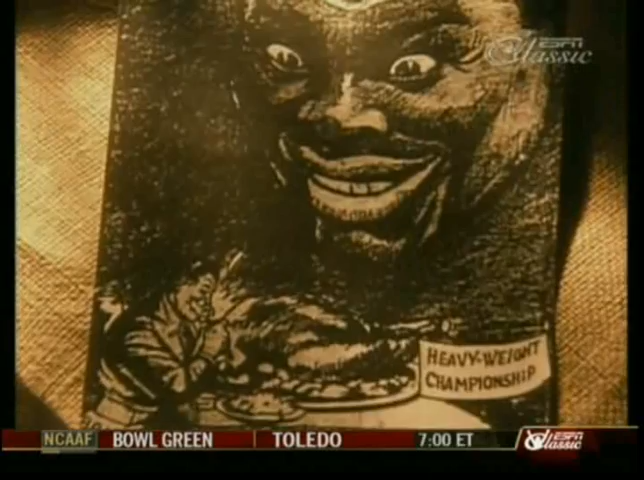 ESPN
Classic
HEAVY-WEIGHT
CHAMPIONSHIP
NCAAF BOWL GREEN TOLEDO 7:00 ET ESPN Classic